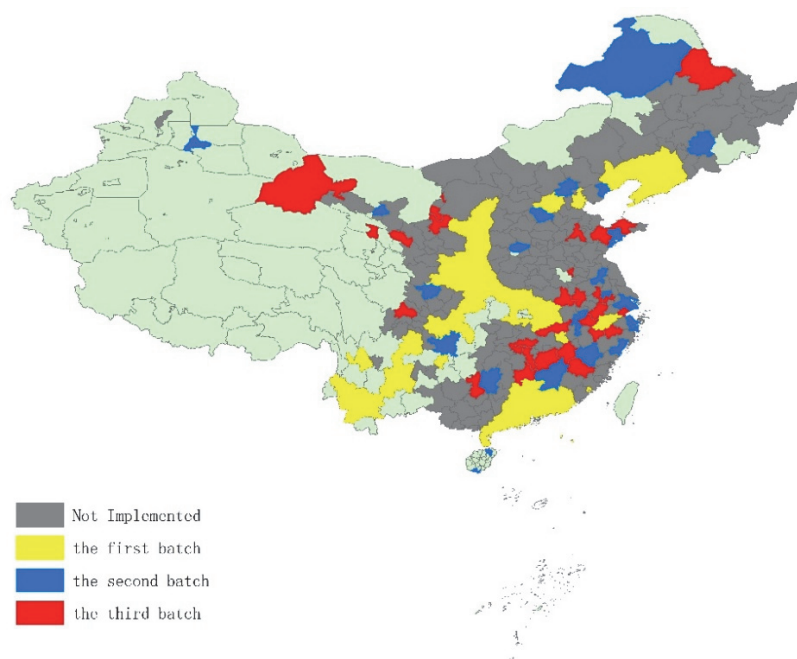 Not Implemented
the first batch
the second batch
the third batch